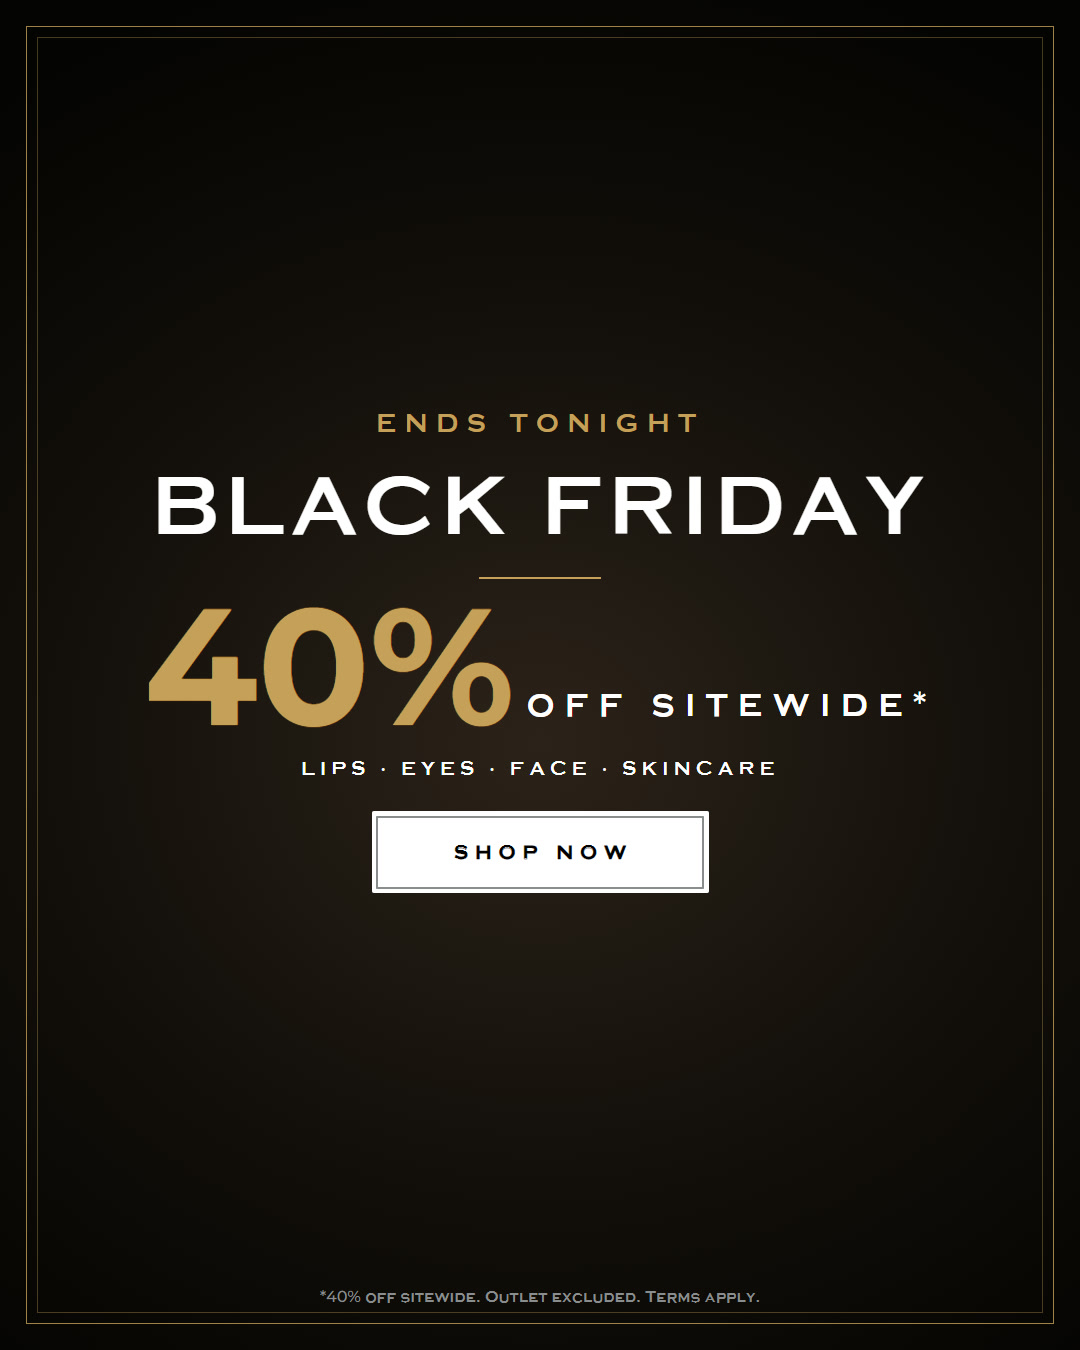 ENDS TONIGHT
BLACK FRIDAY
40% OFF SITEWIDE*
LIPS · EYES · FACE · SKINCARE
SHOP NOW
*40% OFF SITEWIDE. OUTLET EXCLUDED. TERMS APPLY.